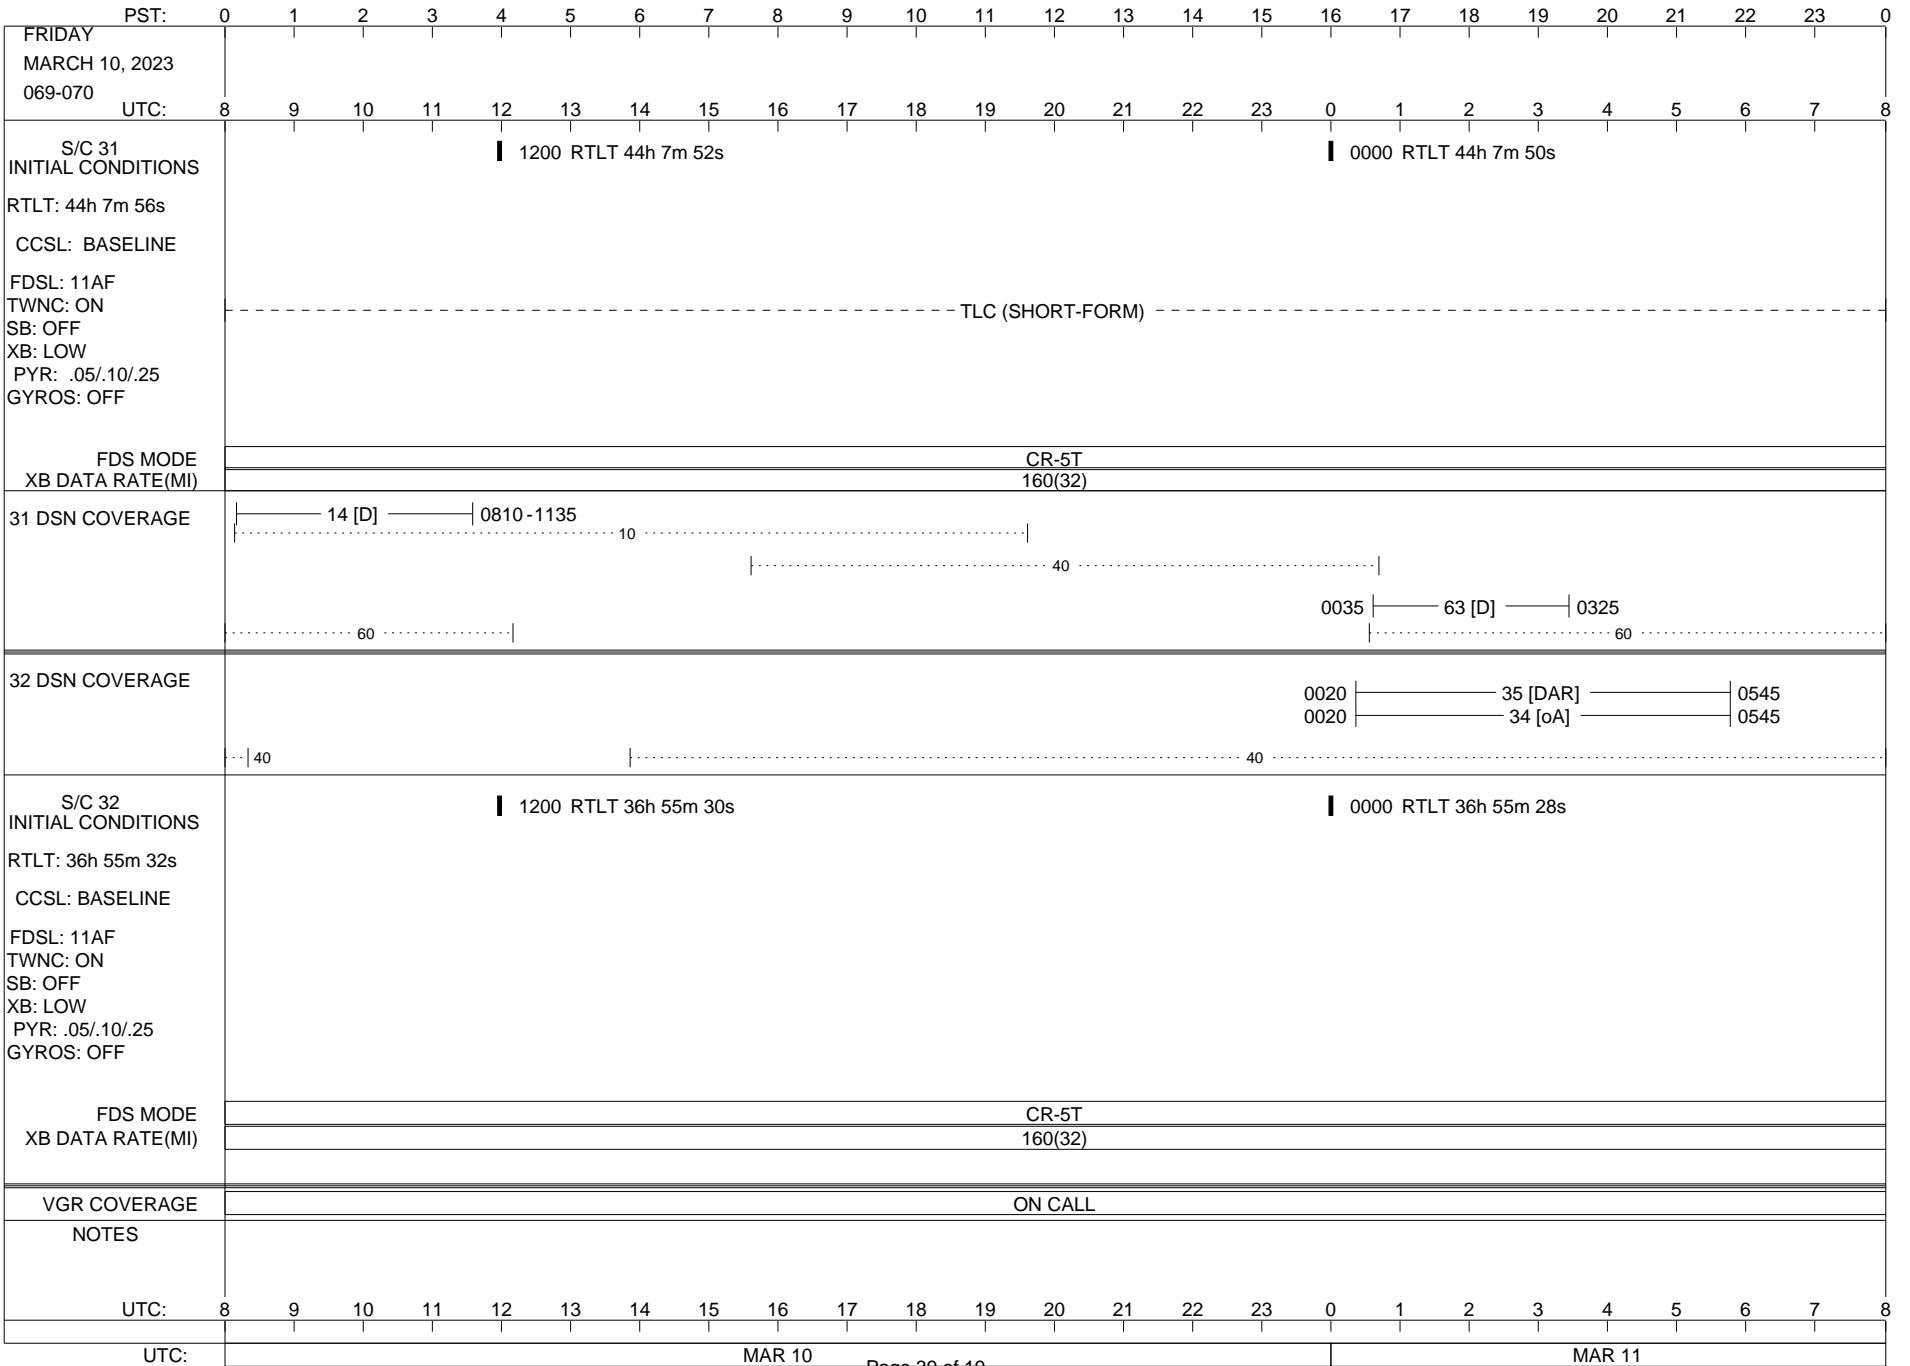 PST: 0 1 2 3 4 5 6 7 8 9 10 11 12 13 14 15 16 17 18 19 20 21 22 23 0
FRIDAY
MARCH 10, 2023
069-070
UTC: 8 9 10 11 12 13 14 15 16 17 18 19 20 21 22 23 0 1 2 3 4 5 6 7 8
S/C 31
INITIAL CONDITIONS
1200 RTLT 44h 7m 52s
0000 RTLT 44h 7m 50s
RTLT: 44h 7m 56s
CCSL: BASELINE
FDSL: 11AF
TWNC: ON
SB: OFF
XB: LOW
PYR: .05/.10/.25
GYROS: OFF
TLC (SHORT-FORM)
FDS MODE CR-5T
XB DATA RATE(MI) 160(32)
31 DSN COVERAGE
14 [D] 0810 -1135
10
40
0035 63 [D] 0325
60 60
32 DSN COVERAGE
0020 35 [DAR] 0545
0020 34 [oA] 0545
40 40
S/C 32
INITIAL CONDITIONS
1200 RTLT 36h 55m 30s
0000 RTLT 36h 55m 28s
RTLT: 36h 55m 32s
CCSL: BASELINE
FDSL: 11AF
TWNC: ON
SB: OFF
XB: LOW
PYR: .05/.10/.25
GYROS: OFF
FDS MODE CR-5T
XB DATA RATE(MI) 160(32)
VGR COVERAGE ON CALL
NOTES
UTC: 8 9 10 11 12 13 14 15 16 17 18 19 20 21 22 23 0 1 2 3 4 5 6 7 8
UTC: MAR 10 MAR 11
Page 20 of 19